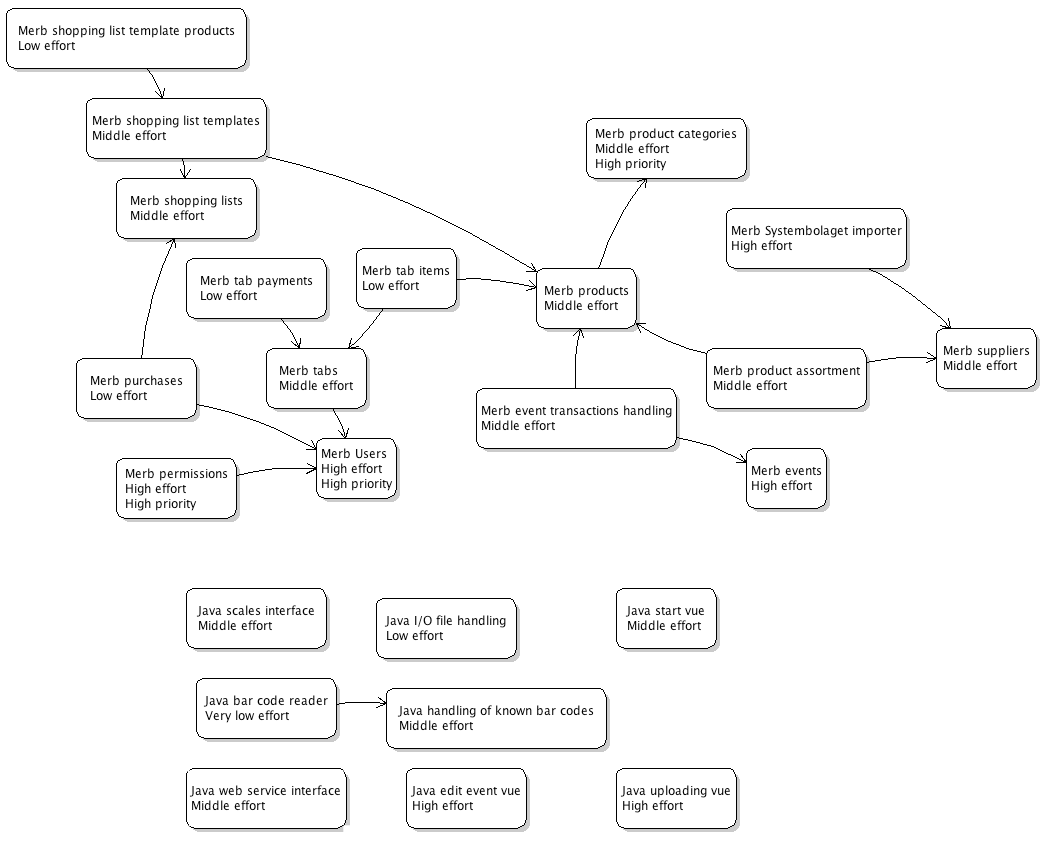 Merb shopping list template products
Low effort
Merb shopping list templates
Middle effort
Merb product categories
Middle effort
High priority
Merb shopping lists
Middle effort
Merb Systembolaget importer
High effort
Merb tab payments
Low effort
Merb tab items
Low effort
Merb products
Middle effort
Merb suppliers
Middle effort
Merb purchases
Low effort
Merb tabs
Middle effort
Merb product assortment
Middle effort
Merb event transactions handling
Middle effort
Merb Users
High effort
High priority
Merb permissions
High effort
High priority
Merb events
High effort
Java scales interface
Middle effort
Java I/O file handling
Low effort
Java start vue
Middle effort
Java bar code reader
Very low effort
Java handling of known bar codes
Middle effort
Java web service interface
Middle effort
Java edit event vue
High effort
Java uploading vue
High effort